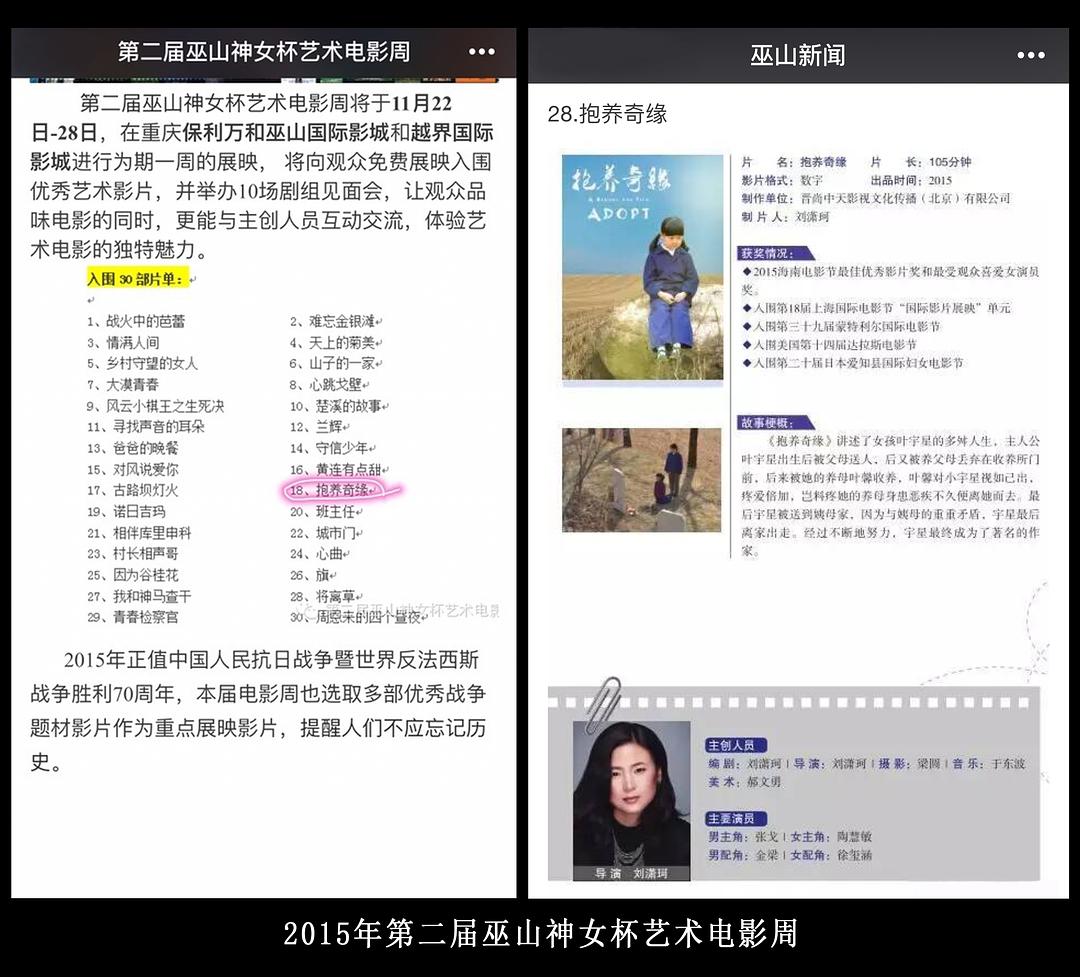 第二届巫山神女杯艺术电影周
第二届巫山神女杯艺术电影周将于11月22
日-28日，在重庆保利万和巫山国际影城和越界国际
影城进行为期一周的展映， 将向观众免费展映入围
优秀艺术影片，并举办10场剧组见面会，让观众品
味电影的同时，更能与主创人员互动交流，体验艺
术电影的独特魅力。
入围 30 部片单：
1、战火中的芭蕾 2、难忘金银滩
3、情满人间 4、天上的菊美
5、乡村守望的女人 6、山子的一家
7、大漠青春 8、心跳戈壁
9、风云小棋王之生死决 10、楚溪的故事
11、寻找声音的耳朵 12、兰辉
13、爸爸的晚餐 14、守信少年
15、对风说爱你 16、黄连有点甜
17、古路坝灯火 18、抱养奇缘
19、诺日吉玛 20、班主任
21、相伴库里申科 22、城市门
23、村长相声哥 24、心曲
25、因为谷桂花 26、旗
27、我和神马查干 28、将离草
第二届巫山神女杯艺术电影
29、青春检察官 30、周恩来的四个昼夜
2015年正值中国人民抗日战争暨世界反法西斯
战争胜利70周年，本届电影周也选取多部优秀战争
题材影片作为重点展映影片，提醒人们不应忘记历
史。
巫山新闻
28.抱养奇缘
抱养奇缘
ADOPT
片 名：抱养奇缘 片 长：105分钟
影片格式：数字 出品时间：2015
制作单位：晋尚中天影视文化传播（北京）有限公司
制 片 人：刘潇珂
获奖情况：
◆2015海南电影节最佳优秀影片奖和最受观众喜爱女演员
奖。
◆入围第18届上海国际电影节“国际影片展映”单元
◆入围第三十九届蒙特利尔国际电影节
◆入围美国第十四届达拉斯电影节
◆入围第二十届日本爱知县国际妇女电影节
故事梗概：
《抱养奇缘》讲述了女孩叶宇星的多舛人生，主人公
叶宇星出生后被父母送人，后又被养父母丢弃在收养所门
前，后来被她的养母叶馨收养，叶馨对小宇星视如己出，
疼爱倍加，岂料疼她的养母身患恶疾不久便离她而去。最
后宇星被送到姨母家，因为与姨母的重重矛盾，宇星最后
离家出走。经过不断地努力，宇星最终成为了著名的作
家。
导 演 刘潇珂
主创人员
编 剧：刘潇珂 | 导 演：刘潇珂 | 摄 影：梁圆 | 音 乐：于东波
美 术：郁文勇
主要演员
男主角：张戈 | 女主角：陶慧敏
男配角：金梁 | 女配角：徐玺涵
2015年第二届巫山神女杯艺术电影周